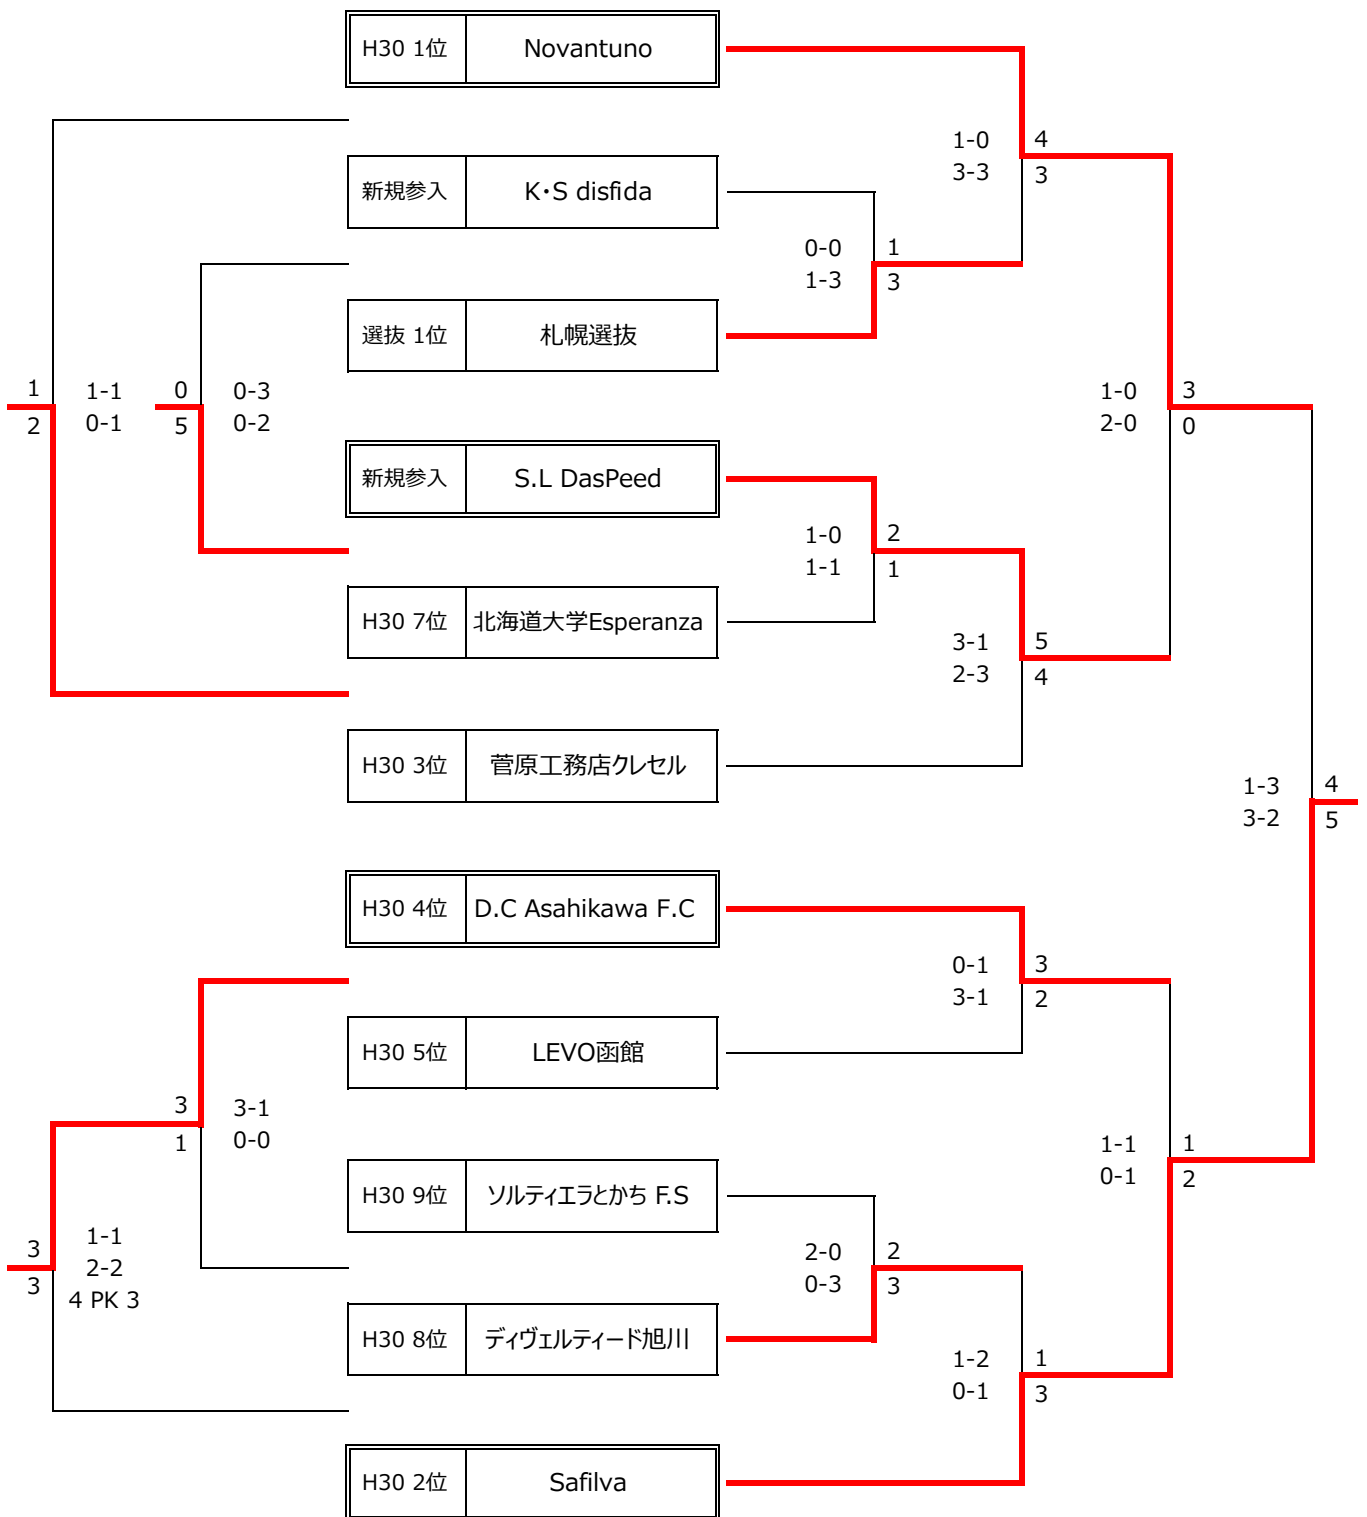 H30 1位 Novantuno
1-0 4
3-3 3
新規参入 K・S disfida
0-0 1
1-3 3
選抜 1位 札幌選抜
1 1-1 0 0-3
2 0-1 5 0-2
1-0 3
2-0 0
新規参入 S.L DasPeed
1-0 2
1-1 1
H30 7位 北海道大学Esperanza
3-1 5
2-3 4
H30 3位 菅原工務店クレセル
1-3 4
3-2 5
H30 4位 D.C Asahikawa F.C
0-1 3
3-1 2
H30 5位 LEVO函館
3 3-1
1 0-0
1-1 1
0-1 2
H30 9位 ソルティエラとかち F.S
3 1-1
2-2
3 4 PK 3
2-0 2
0-3 3
H30 8位 ディヴェルティード旭川
1-2 1
0-1 3
H30 2位 Safilva